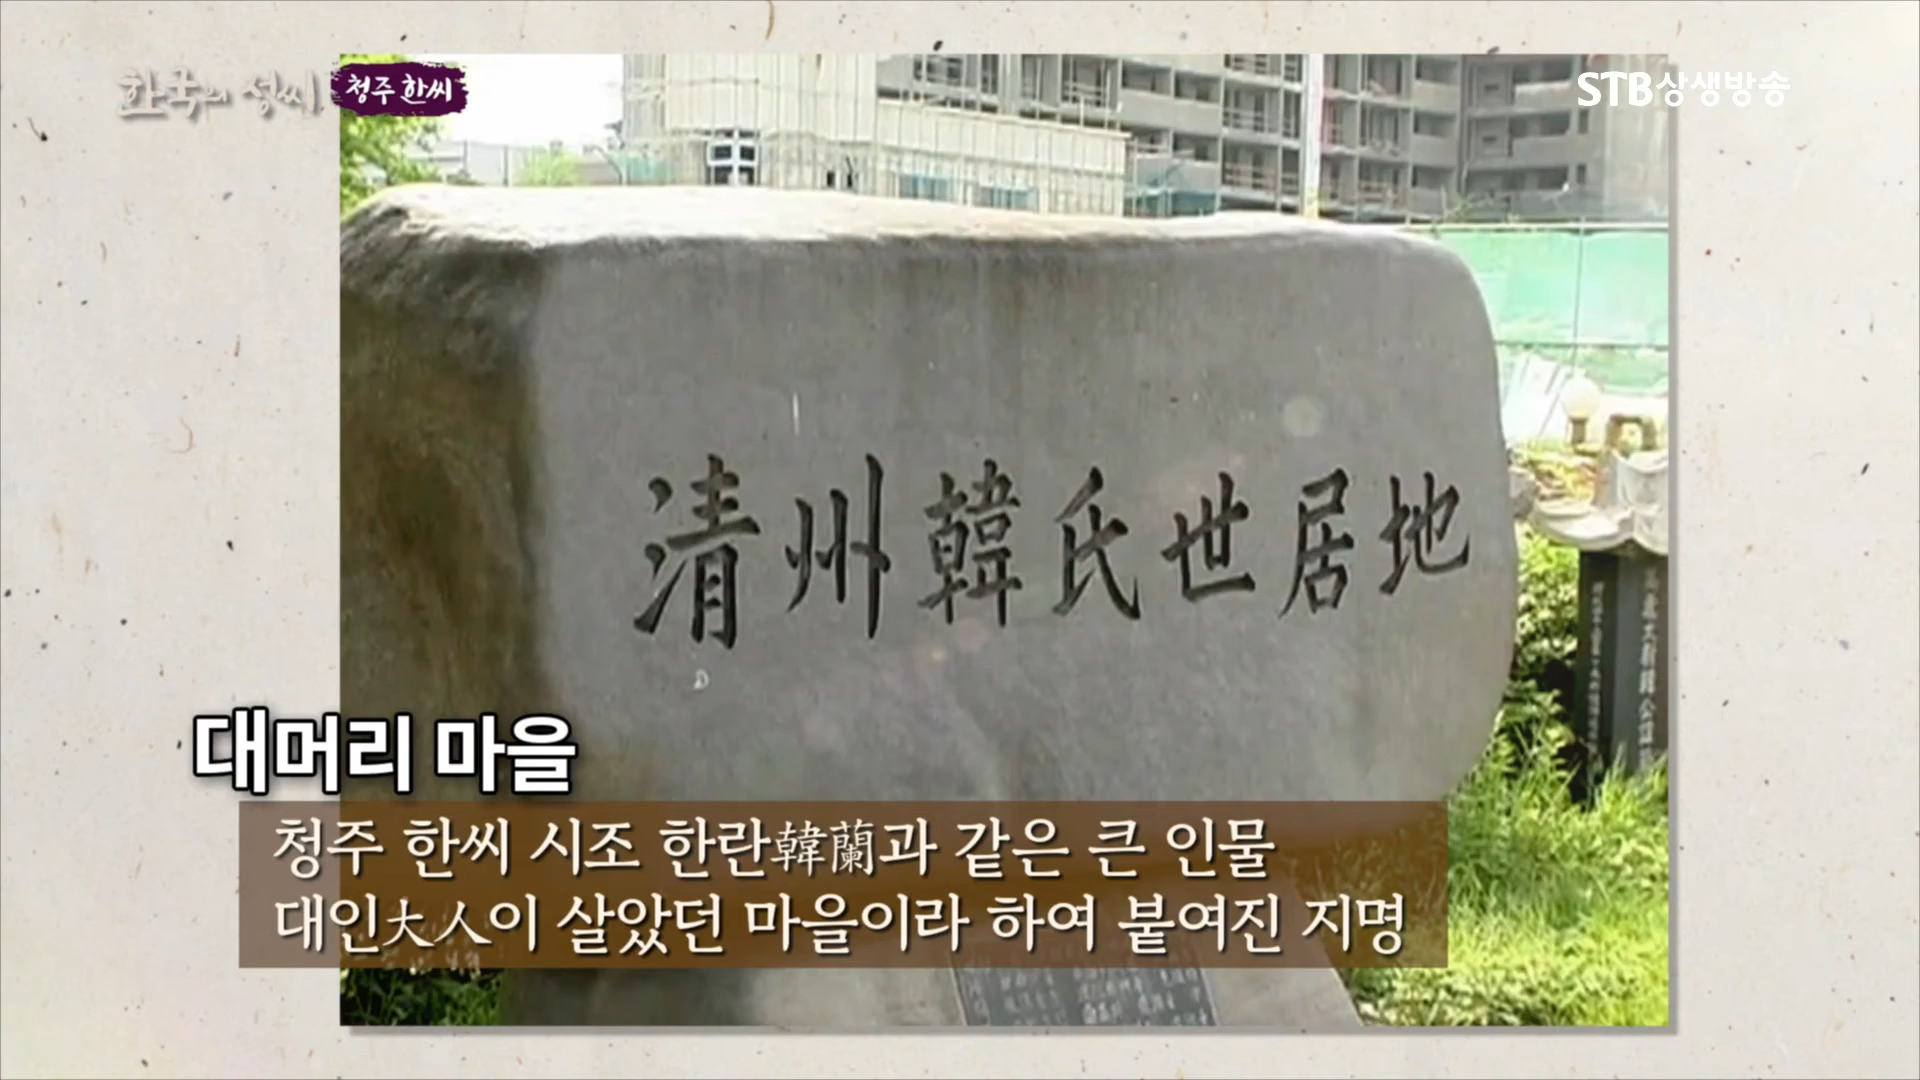 한국의 성씨
청주 한씨
STB상생방송
清州韓氏世居地
대머리 마을
청주 한씨 시조 한란韓蘭과 같은 큰 인물
대인大人이 살았던 마을이라 하여 붙여진 지명